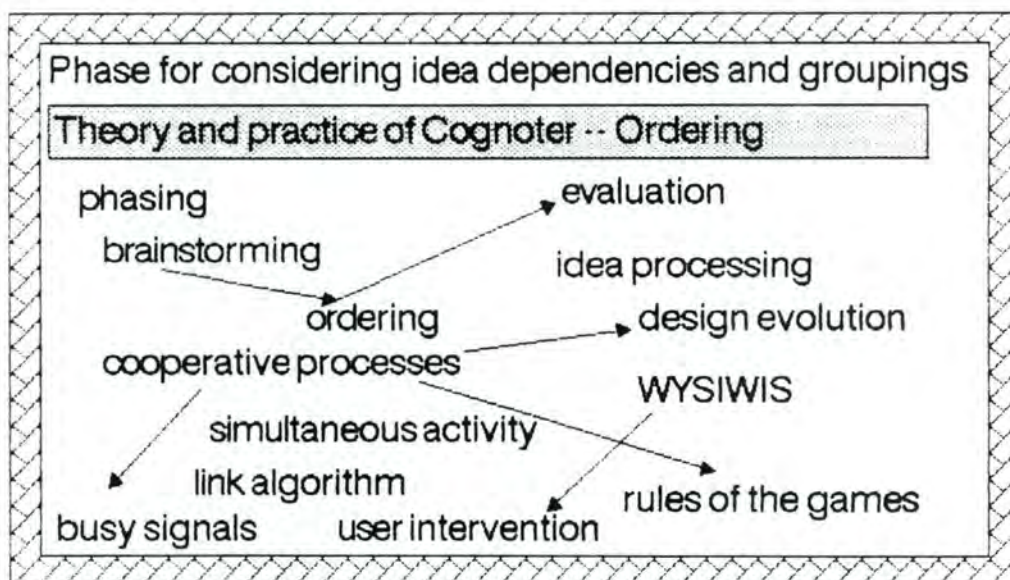 Phase for considering idea dependencies and groupings
Theory and practice of Cognoter -- Ordering
phasing
evaluation
brainstorming
idea processing
ordering
design evolution
cooperative processes
WYSIWIS
simultaneous activity
link algorithm
rules of the games
busy signals
user intervention